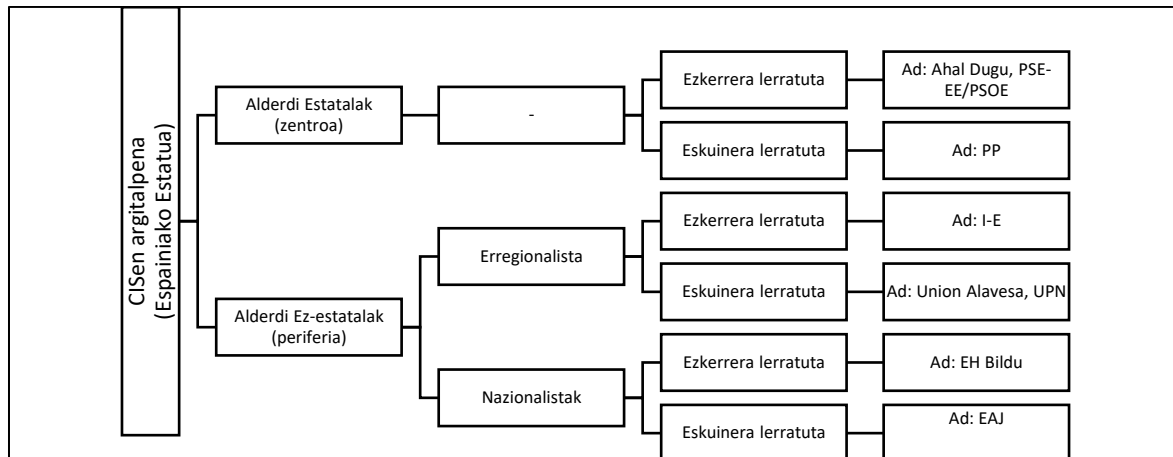 CISen argitalpena
(Espainiako Estatua)
Alderdi Estatalak
(zentroa)
-
Ezkerrera lerratuta
Ad: Ahal Dugu, PSE-
EE/PSOE
Eskuinera lerratuta
Ad: PP
Alderdi Ez-estatalak
(periferia)
Erregionalista
Ezkerrera lerratuta
Ad: I-E
Eskuinera lerratuta
Ad: Union Alavesa, UPN
Nazionalistak
Ezkerrera lerratuta
Ad: EH Bildu
Eskuinera lerratuta
Ad: EAJ